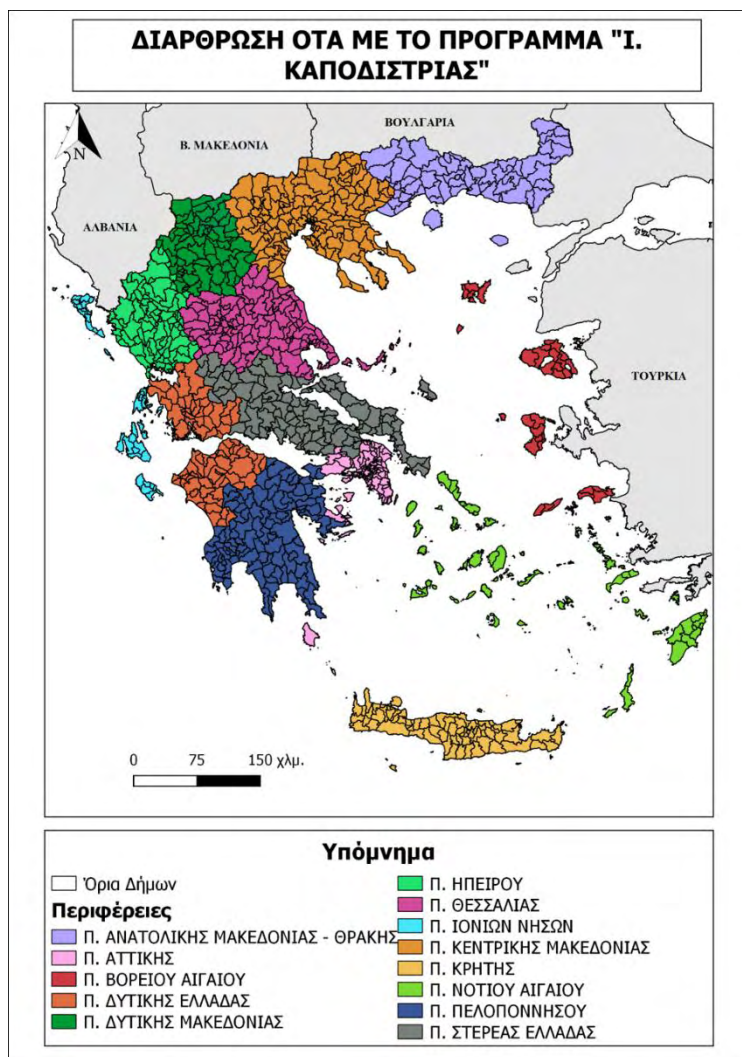 ΔΙΑΡΘΡΩΣΗ ΟΤΑ ΜΕ ΤΟ ΠΡΟΓΡΑΜΜΑ "Ι.
ΚΑΠΟΔΙΣΤΡΙΑΣ"
ΒΟΥΛΓΑΡΙΑ
Β. ΜΑΚΕΔΟΝΙΑ
N
ΑΛΒΑΝΙΑ
ΤΟΥΡΚΙΑ
0 75 150 χλμ.
Υπόμνημα
Όρια Δήμων
Περιφέρειες
Π. ΑΝΑΤΟΛΙΚΗΣ ΜΑΚΕΔΟΝΙΑΣ - ΘΡΑΚΗΣ
Π. ΑΤΤΙΚΗΣ
Π. ΒΟΡΕΙΟΥ ΑΙΓΑΙΟΥ
Π. ΔΥΤΙΚΗΣ ΕΛΛΑΔΑΣ
Π. ΔΥΤΙΚΗΣ ΜΑΚΕΔΟΝΙΑΣ
Π. ΗΠΕΙΡΟΥ
Π. ΘΕΣΣΑΛΙΑΣ
Π. ΙΟΝΙΩΝ ΝΗΣΩΝ
Π. ΚΕΝΤΡΙΚΗΣ ΜΑΚΕΔΟΝΙΑΣ
Π. ΚΡΗΤΗΣ
Π. ΝΟΤΙΟΥ ΑΙΓΑΙΟΥ
Π. ΠΕΛΟΠΟΝΝΗΣΟΥ
Π. ΣΤΕΡΕΑΣ ΕΛΛΑΔΑΣ